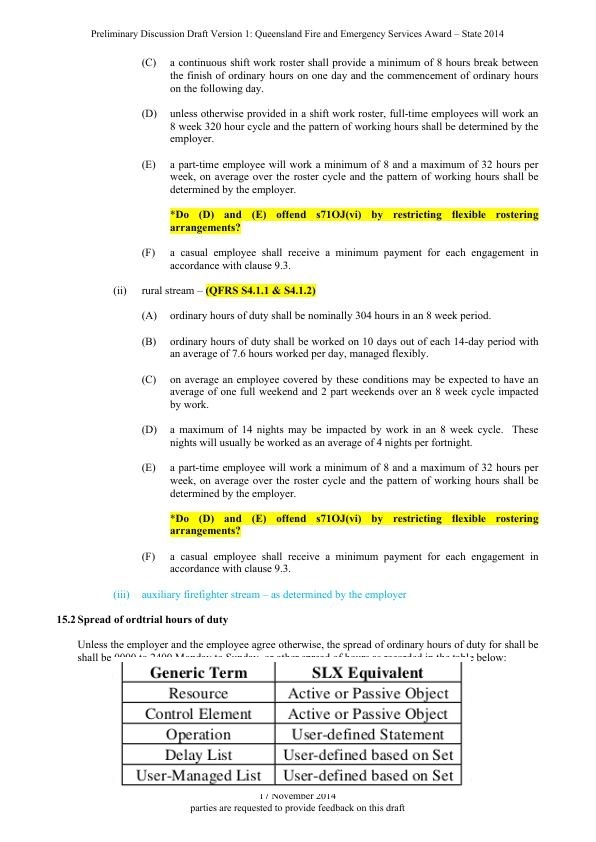 Preliminary Discussion Draft Version 1: Queensland Fire and Emergency Services Award – State 2014
(C) a continuous shift work roster shall provide a minimum of 8 hours break between
the finish of ordinary hours on one day and the commencement of ordinary hours
on the following day.
(D) unless otherwise provided in a shift work roster, full-time employees will work an
8 week 320 hour cycle and the pattern of working hours shall be determined by the
employer.
(E) a part-time employee will work a minimum of 8 and a maximum of 32 hours per
week, on average over the roster cycle and the pattern of working hours shall be
determined by the employer.
*Do (D) and (E) offend s71OJ(vi) by restricting flexible rostering
arrangements?
(F) a casual employee shall receive a minimum payment for each engagement in
accordance with clause 9.3.
(ii) rural stream – (QFRS S4.1.1 & S4.1.2)
(A) ordinary hours of duty shall be nominally 304 hours in an 8 week period.
(B) ordinary hours of duty shall be worked on 10 days out of each 14-day period with
an average of 7.6 hours worked per day, managed flexibly.
(C) on average an employee covered by these conditions may be expected to have an
average of one full weekend and 2 part weekends over an 8 week cycle impacted
by work.
(D) a maximum of 14 nights may be impacted by work in an 8 week cycle. These
nights will usually be worked as an average of 4 nights per fortnight.
(E) a part-time employee will work a minimum of 8 and a maximum of 32 hours per
week, on average over the roster cycle and the pattern of working hours shall be
determined by the employer.
*Do (D) and (E) offend s71OJ(vi) by restricting flexible rostering
arrangements?
(F) a casual employee shall receive a minimum payment for each engagement in
accordance with clause 9.3.
(iii) auxiliary firefighter stream – as determined by the employer
15.2 Spread of ordtrial hours of duty
Unless the employer and the employee agree otherwise, the spread of ordinary hours of duty for shall be
shall be 0000 to 2400 Monday to Sunday, or other spread of hours as recorded in the table below:
Generic Term SLX Equivalent
Resource Active or Passive Object
Control Element Active or Passive Object
Operation User-defined Statement
Delay List User-defined based on Set
User-Managed List User-defined based on Set
17 November 2014
parties are requested to provide feedback on this draft